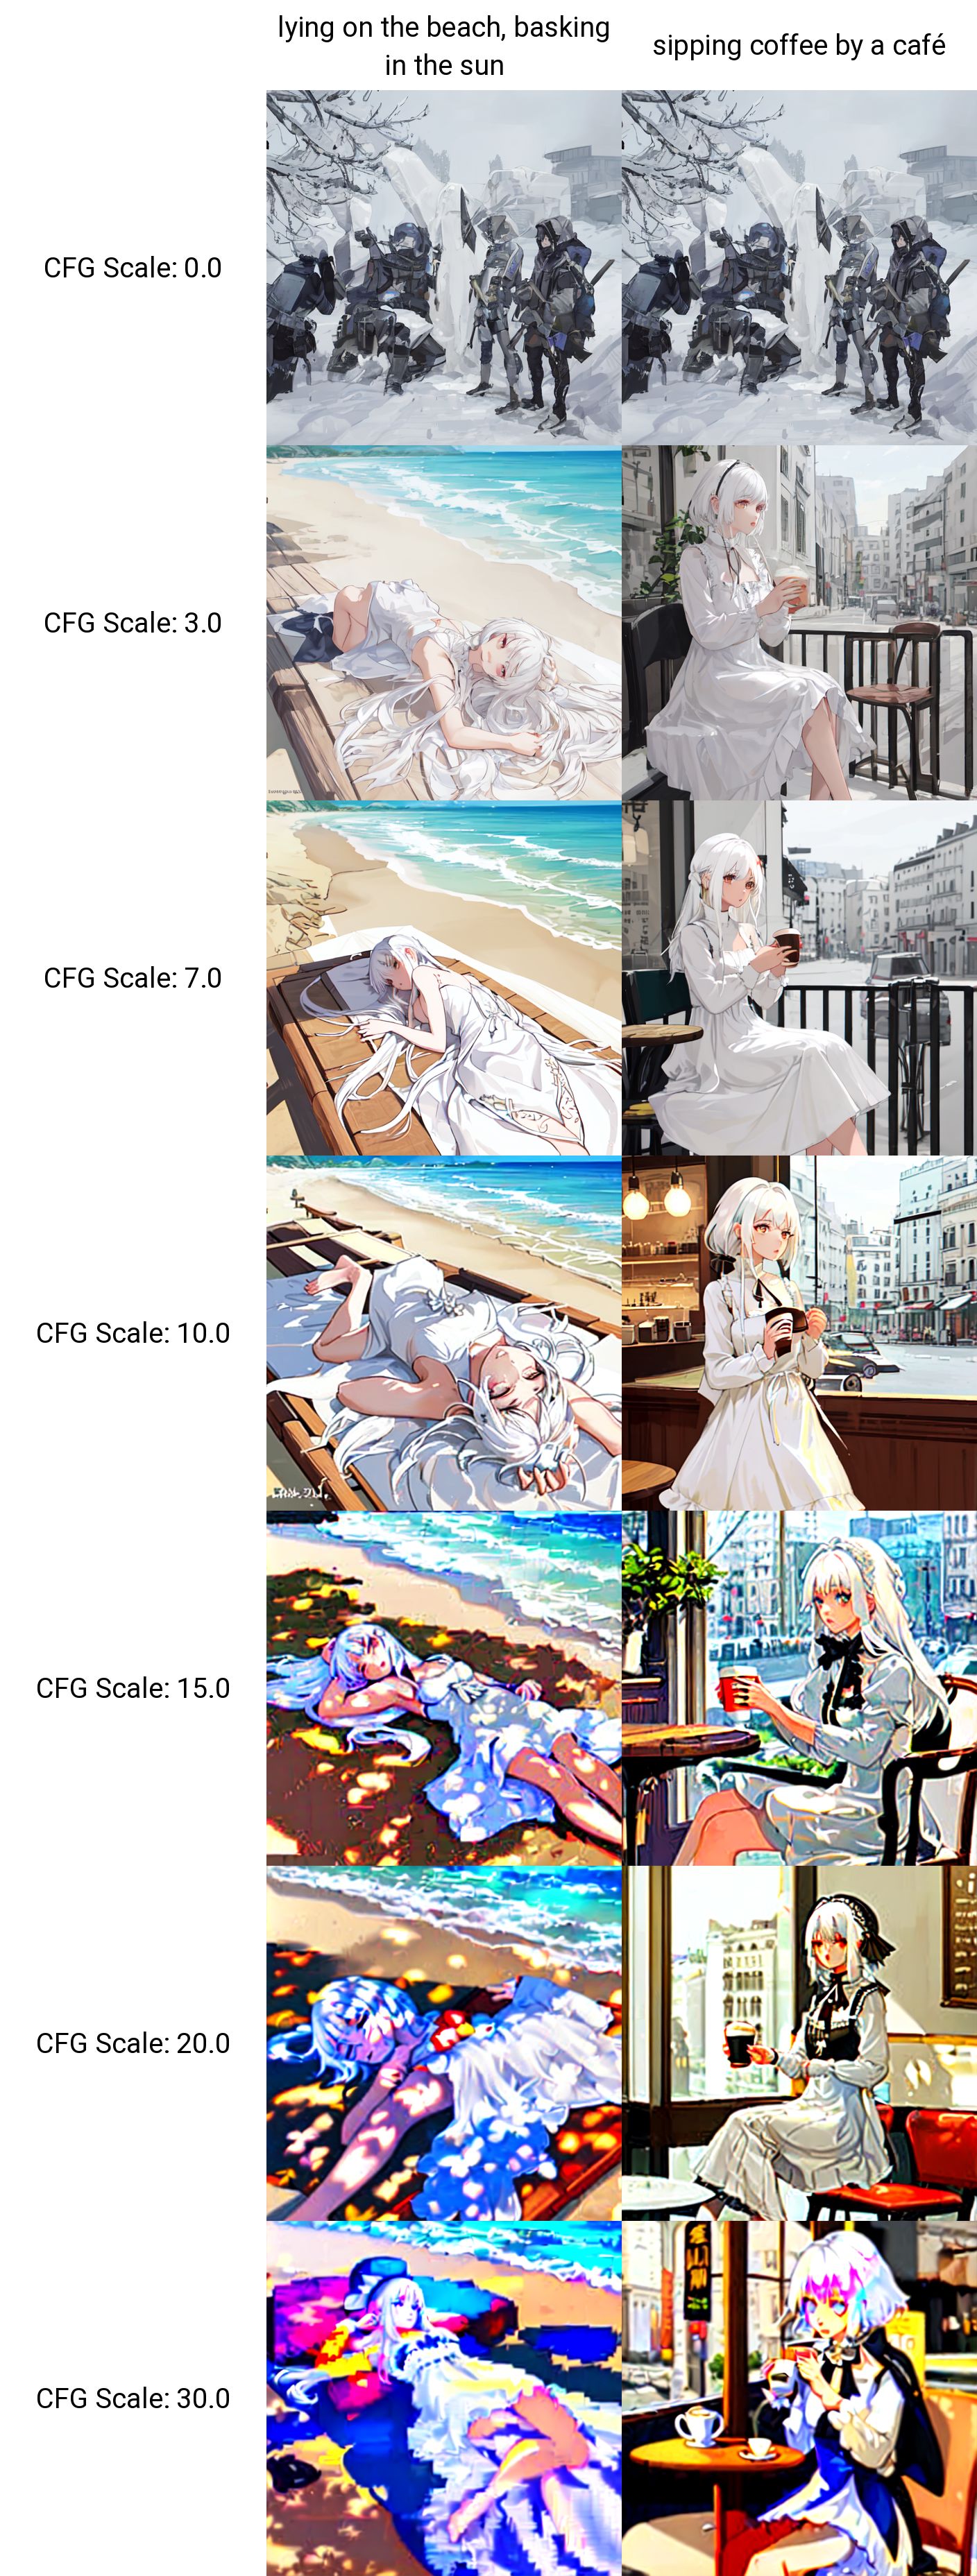 lying on the beach, basking
in the sun
sipping coffee by a café
CFG Scale: 0.0
CFG Scale: 3.0
CFG Scale: 7.0
CFG Scale: 10.0
CFG Scale: 15.0
CFG Scale: 20.0
CFG Scale: 30.0